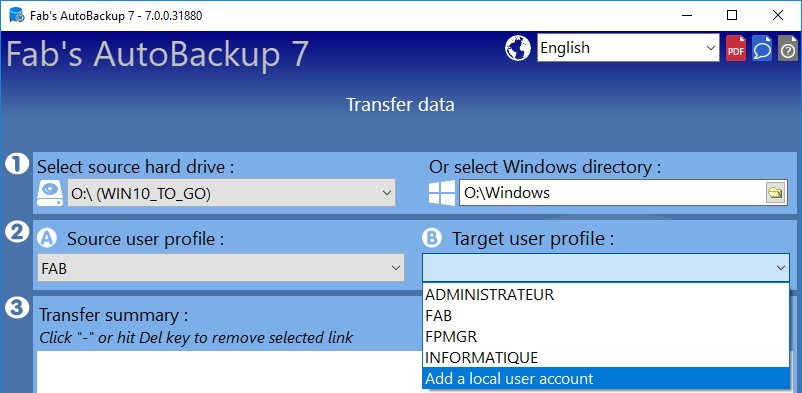 Fab's AutoBackup 7 - 7.0.0.31880
Fab's AutoBackup 7
English
PDF
?
Transfer data
1
Select source hard drive :
Or select Windows directory :
O:\ (WIN10_TO_GO)
O:\Windows
2
A Source user profile :
B Target user profile :
FAB
ADMINISTRATEUR
FAB
FPMGR
INFORMATIQUE
Add a local user account
3
Transfer summary :
Click "-" or hit Del key to remove selected link